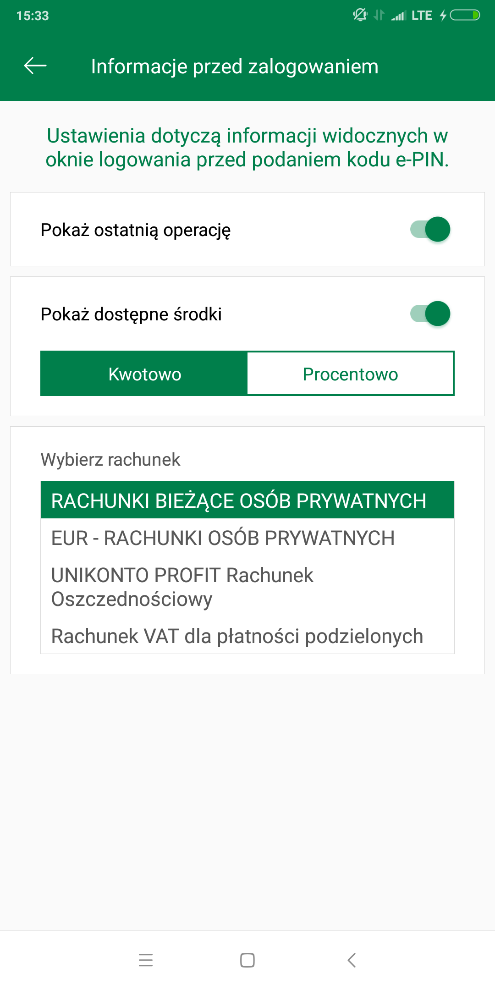 15:33
LTE
Informacje przed zalogowaniem
Ustawienia dotyczą informacji widocznych w
oknie logowania przed podaniem kodu e-PIN.
Pokaż ostatnią operację
Pokaż dostępne środki
Kwotowo
Procentowo
Wybierz rachunek
RACHUNKI BIEŻĄCE OSÓB PRYWATNYCH
EUR - RACHUNKI OSÓB PRYWATNYCH
UNIKONTO PROFIT Rachunek
Oszczednościowy
Rachunek VAT dla płatności podzielonych